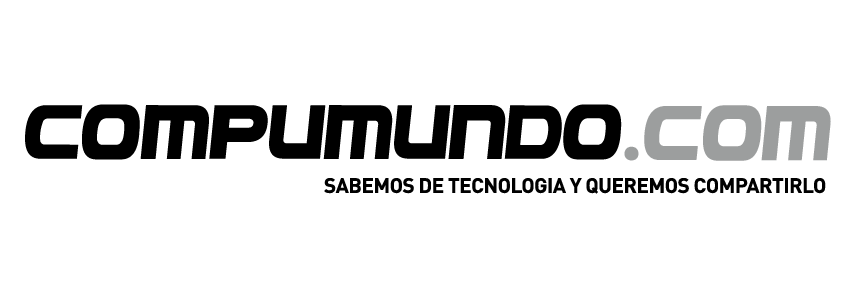 COMPUMUNDO.COM
SABEMOS DE TECNOLOGIA Y QUEREMOS COMPARTIRLO